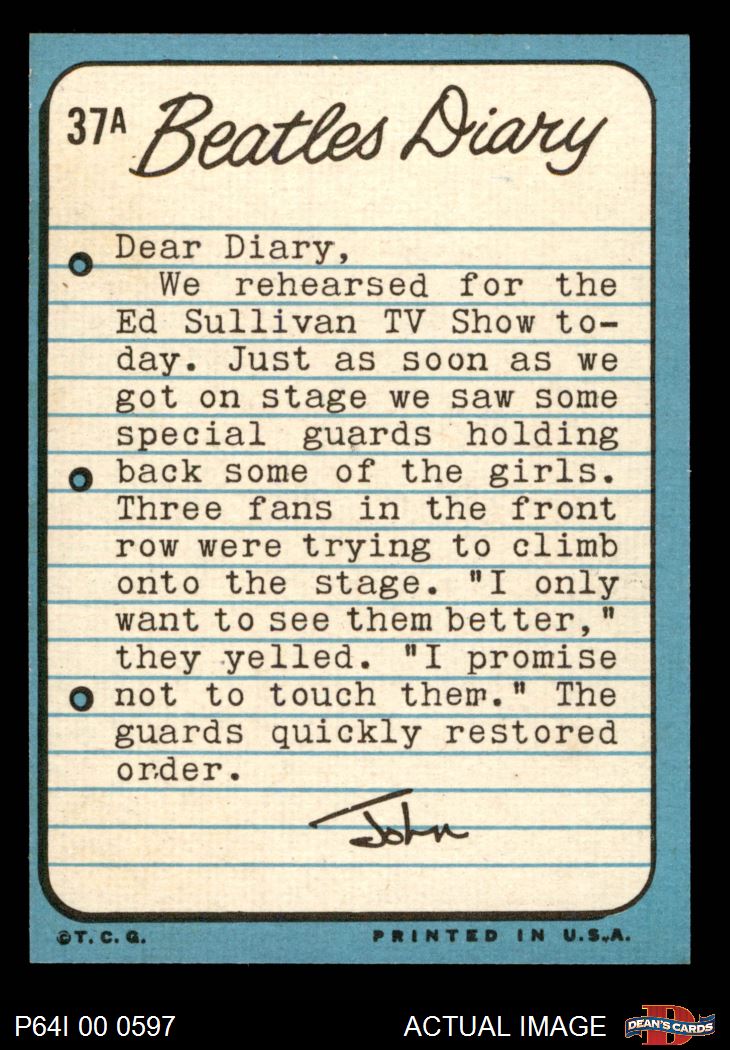 37A Beatles Diary
Dear Diary,
We rehearsed for the
Ed Sullivan TV Show to-
day. Just as soon as we
got on stage we saw some
special guards holding
back some of the girls.
Three fans in the front
row were trying to climb
onto the stage. "I only
want to see them better,"
they yelled. "I promise
not to touch them." The
guards quickly restored
order.
John
©T. C. G. PRINTED IN U.S.A.
P64I 00 0597 ACTUAL IMAGE D DEAN'S CARDS